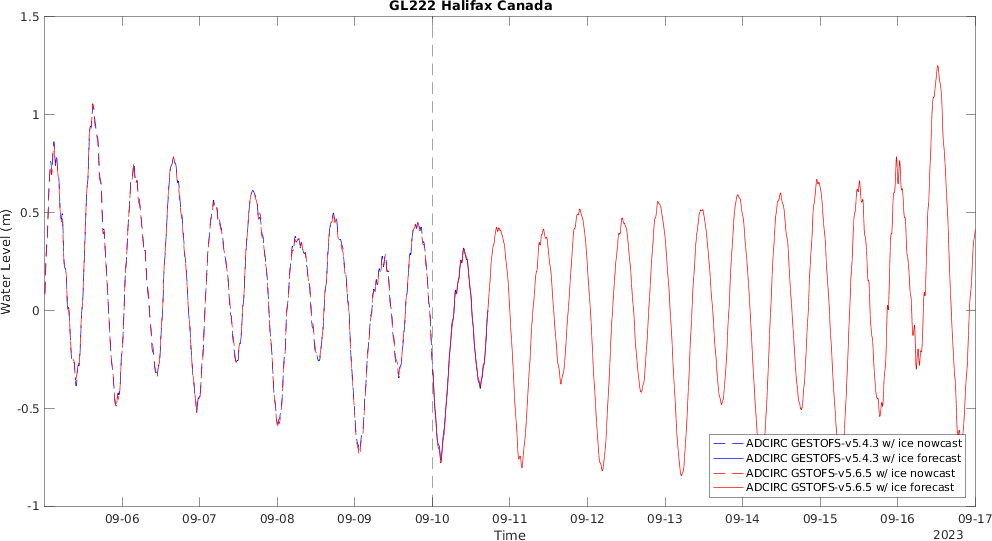 GL222 Halifax Canada
1.5
1
0.5
0
-0.5
-1
Water Level (m)
09-06 09-07 09-08 09-09 09-10 09-11 09-12 09-13 09-14 09-15 09-16 09-17
Time
2023
ADCIRC GESTOFS-v5.4.3 w/ ice nowcast
ADCIRC GESTOFS-v5.4.3 w/ ice forecast
ADCIRC GSTOFS-v5.6.5 w/ ice nowcast
ADCIRC GSTOFS-v5.6.5 w/ ice forecast